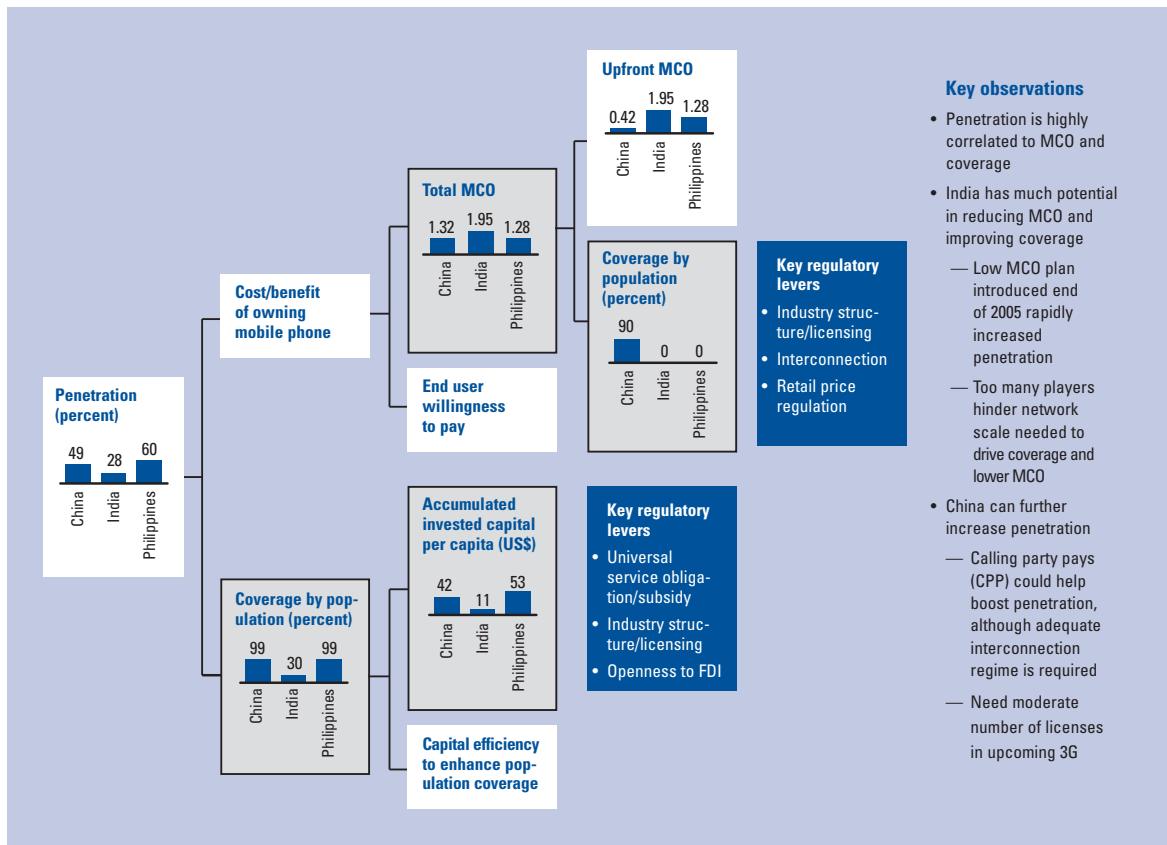 Penetration
(percent)
49
28
60
China
India
Philippines
Cost/benefit
of owning
mobile phone
Coverage by pop-
ulation (percent)
99
30
99
China
India
Philippines
Total MCO
1.32
1.95
1.28
China
India
Philippines
End user
willingness
to pay
Accumulated
invested capital
per capita (US$)
42
11
53
China
India
Philippines
Capital efficiency
to enhance pop-
ulation coverage
Upfront MCO
0.42
1.95
1.28
China
India
Philippines
Coverage by
population
(percent)
90
0
0
China
India
Philippines
Key regulatory
levers
• Industry struc-
ture/licensing
• Interconnection
• Retail price
regulation
Key regulatory
levers
• Universal
service obliga-
tion/subsidy
• Industry struc-
ture/licensing
• Openness to FDI
Key observations
• Penetration is highly
correlated to MCO and
coverage
• India has much potential
in reducing MCO and
improving coverage
— Low MCO plan
introduced end
of 2005 rapidly
increased
penetration
— Too many players
hinder network
scale needed to
drive coverage and
lower MCO
• China can further
increase penetration
— Calling party pays
(CPP) could help
boost penetration,
although adequate
interconnection
regime is required
— Need moderate
number of licenses
in upcoming 3G